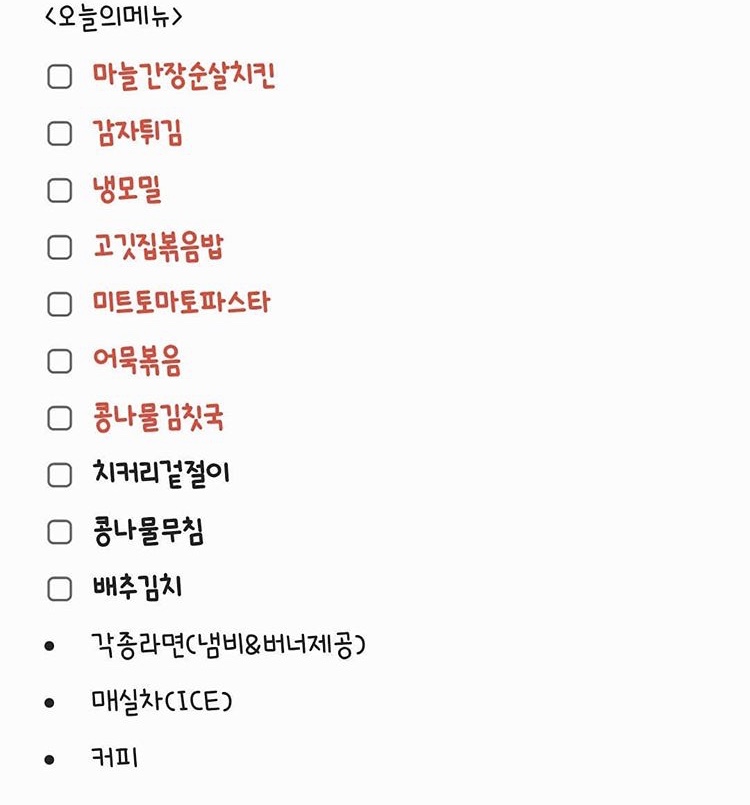 <오늘의메뉴>
마늘간장순살치킨
감자튀김
냉모밀
고깃집볶음밥
미트토마토파스타
어묵볶음
콩나물김칫국
치커리겉절이
콩나물무침
배추김치
각종라면(냄비&버너제공)
매실차(ICE)
커피